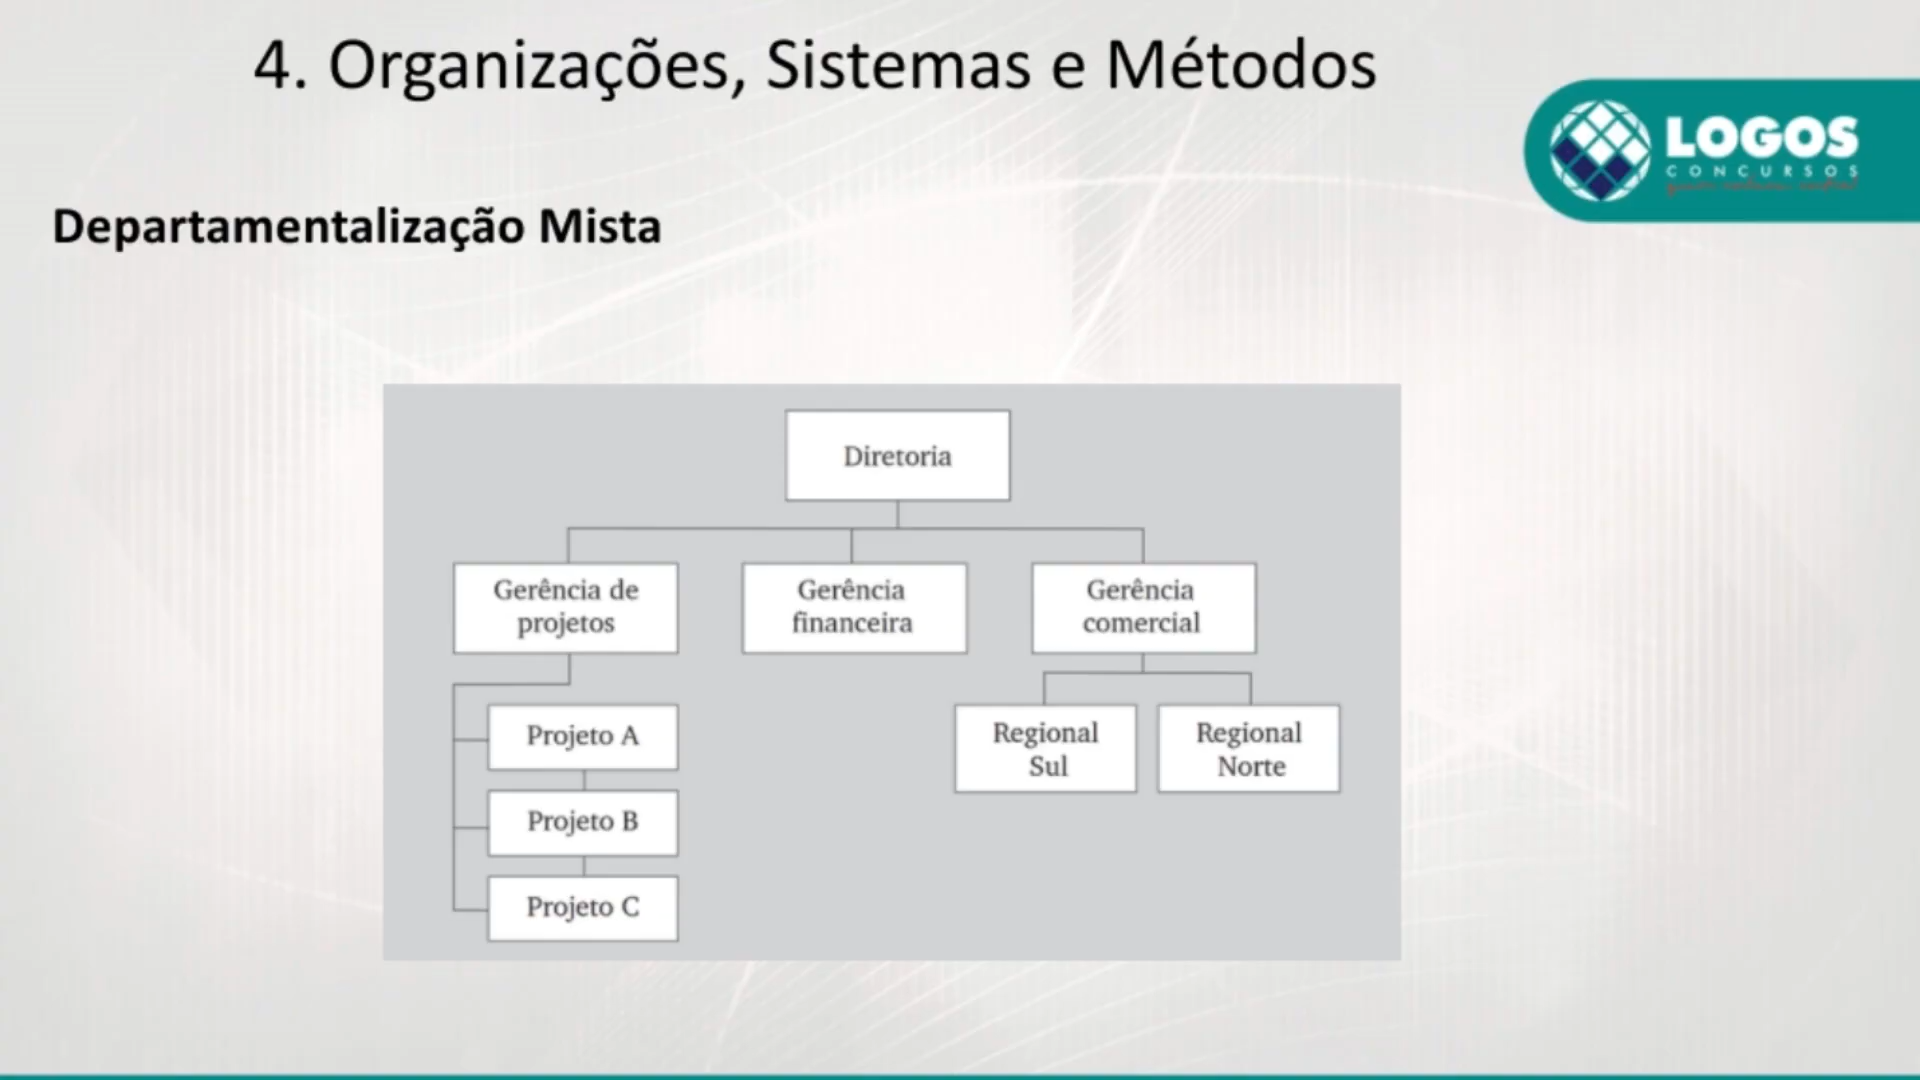 4. Organizações, Sistemas e Métodos
LOGOS
CONCURSOS
Departamentalização Mista
Diretoria
Gerência de
projetos
Gerência
financeira
Gerência
comercial
Projeto A
Projeto B
Projeto C
Regional
Sul
Regional
Norte